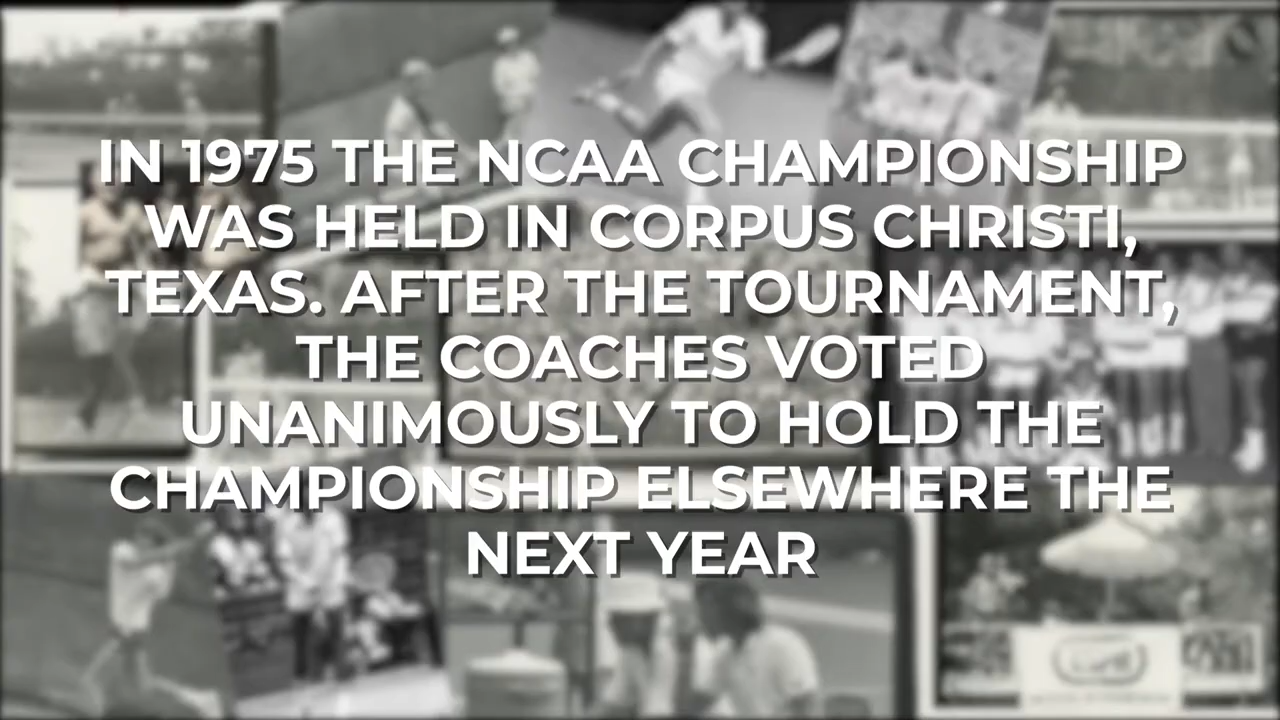 IN 1975 THE NCAA CHAMPIONSHIP
WAS HELD IN CORPUS CHRISTI,
TEXAS. AFTER THE TOURNAMENT,
THE COACHES VOTED
UNANIMOUSLY TO HOLD THE
CHAMPIONSHIP ELSEWHERE THE
NEXT YEAR